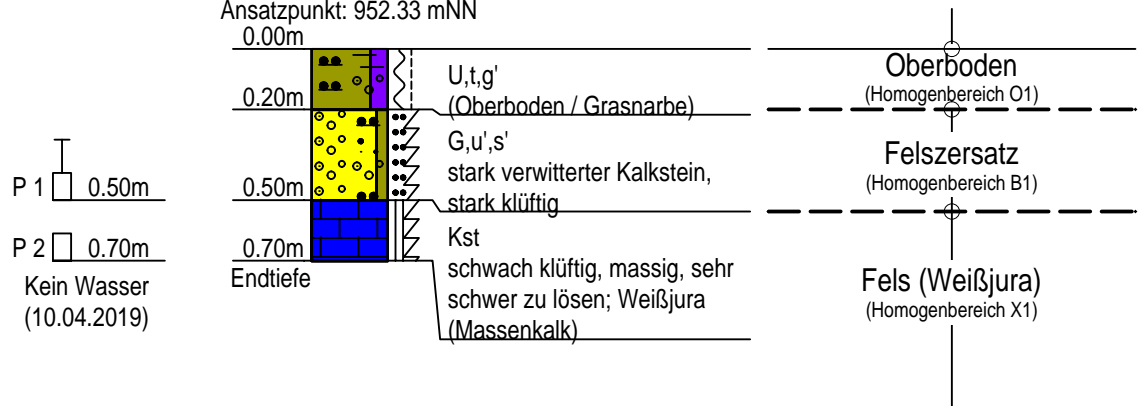 Ansatzpunkt: 952.33 mNN
0.00m
0.20m
0.50m
0.70m
Endtiefe
P 1 0.50m
P 2 0.70m
Kein Wasser
(10.04.2019)
U,t,g'
(Oberboden / Grasnarbe)
G,u',s'
stark verwitterter Kalkstein,
stark klüftig
Kst
schwach klüftig, massig, sehr
schwer zu lösen; Weißjura
(Massenkalk)
Oberboden
(Homogenbereich O1)
Felszersatz
(Homogenbereich B1)
Fels (Weißjura)
(Homogenbereich X1)